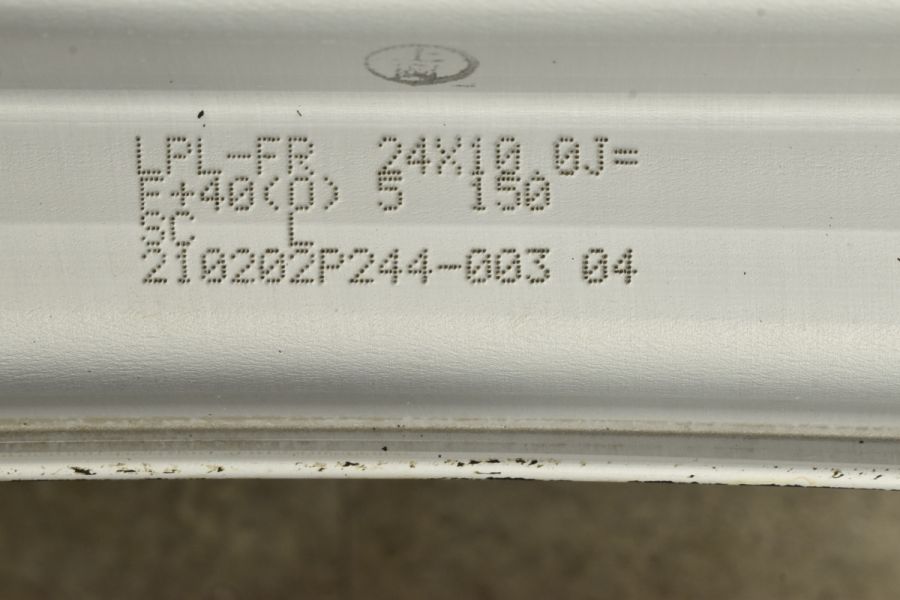 LPL-FR 24X10.0J=
F+40(D) 5 150
SC L
210202P244-003 04